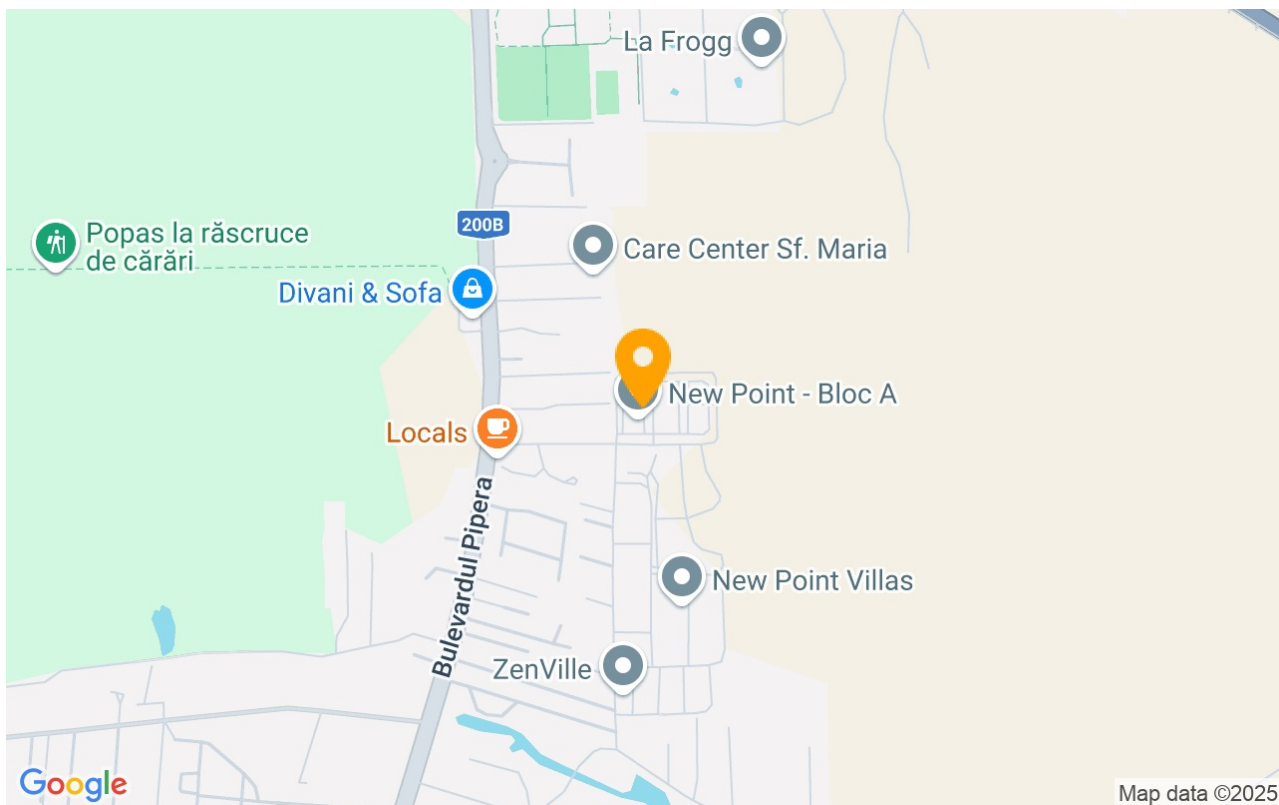 La Frogg
200B
Popas la răscruce
de cărări
Care Center Sf. Maria
Divani & Sofa
New Point - Bloc A
Locals
Bulevardul Pipera
New Point Villas
ZenVille
Google
Map data ©2025